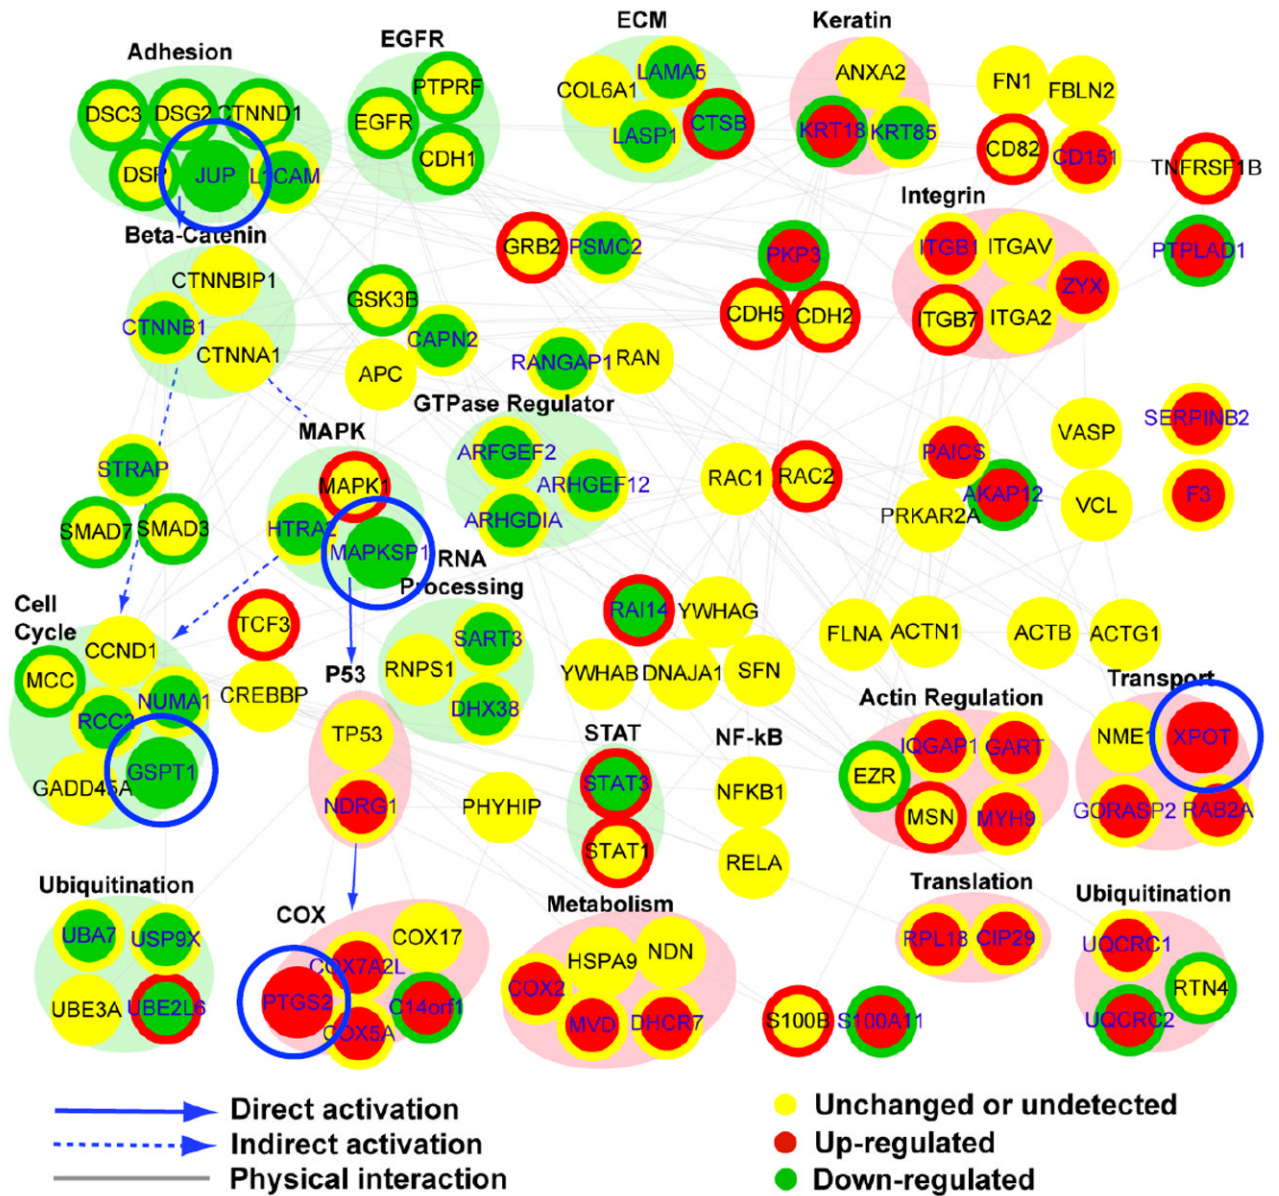 ECM
Keratin
EGFR
Adhesion
DSC3
DSG2
CTNND1
DSP
JUP
L1CAM
PTPRF
EGFR
CDH1
COL6A1
LAMA5
LASP1
CTSB
ANXA2
KRT18
KRT85
FN1
FBLN2
CD82
CD151
TNFRSF1B
PTPLAD1
Integrin
ITGB1
ITGAV
ZYX
ITGB7
ITGA2
Beta-Catenin
CTNNBIP1
CTNNB1
CTNNA1
GRB2
PSMC2
PKP3
CDH5
CDH2
GSK3B
CAPN2
APC
RANGAP1
RAN
GTPase Regulator
ARFGEF2
ARHGEF12
ARHGDIA
MAPK
MAPK1
HTRA2
MAPKSP1
STRAP
SMAD7
SMAD3
RAC1
RAC2
PAICS
AKAP12
PRKAR2A
VASP
VCL
SERPINB2
F3
RNA
Processing
RNPS1
SART3
DHX38
Cell
Cycle
CCND1
MCC
NUMA1
RCC2
GSPT1
GADD45A
TCF3
CREBBP
P53
TP53
NDRG1
RAI14
YWHAG
YWHAB
DNAJA1
SFN
FLNA
ACTN1
ACTB
ACTG1
Actin Regulation
IQGAP1
GART
EZR
MSN
MYH9
Transport
NME1
XPOT
GORASP2
RAB2A
STAT
STAT3
STAT1
NF-kB
NFKB1
RELA
PHYHIP
Ubiquitination
UBA7
USP9X
UBE3A
UBE2L6
COX
COX17
COX7A2L
PTGS2
C14orf1
COX5A
Metabolism
HSPA9
NDN
COX2
MVD
DHCR7
Translation
RPL18
CIP29
Ubiquitination
UQCRC1
RTN4
UQCRC2
S100B
S100A11
Direct activation
Indirect activation
Physical interaction
Unchanged or undetected
Up-regulated
Down-regulated